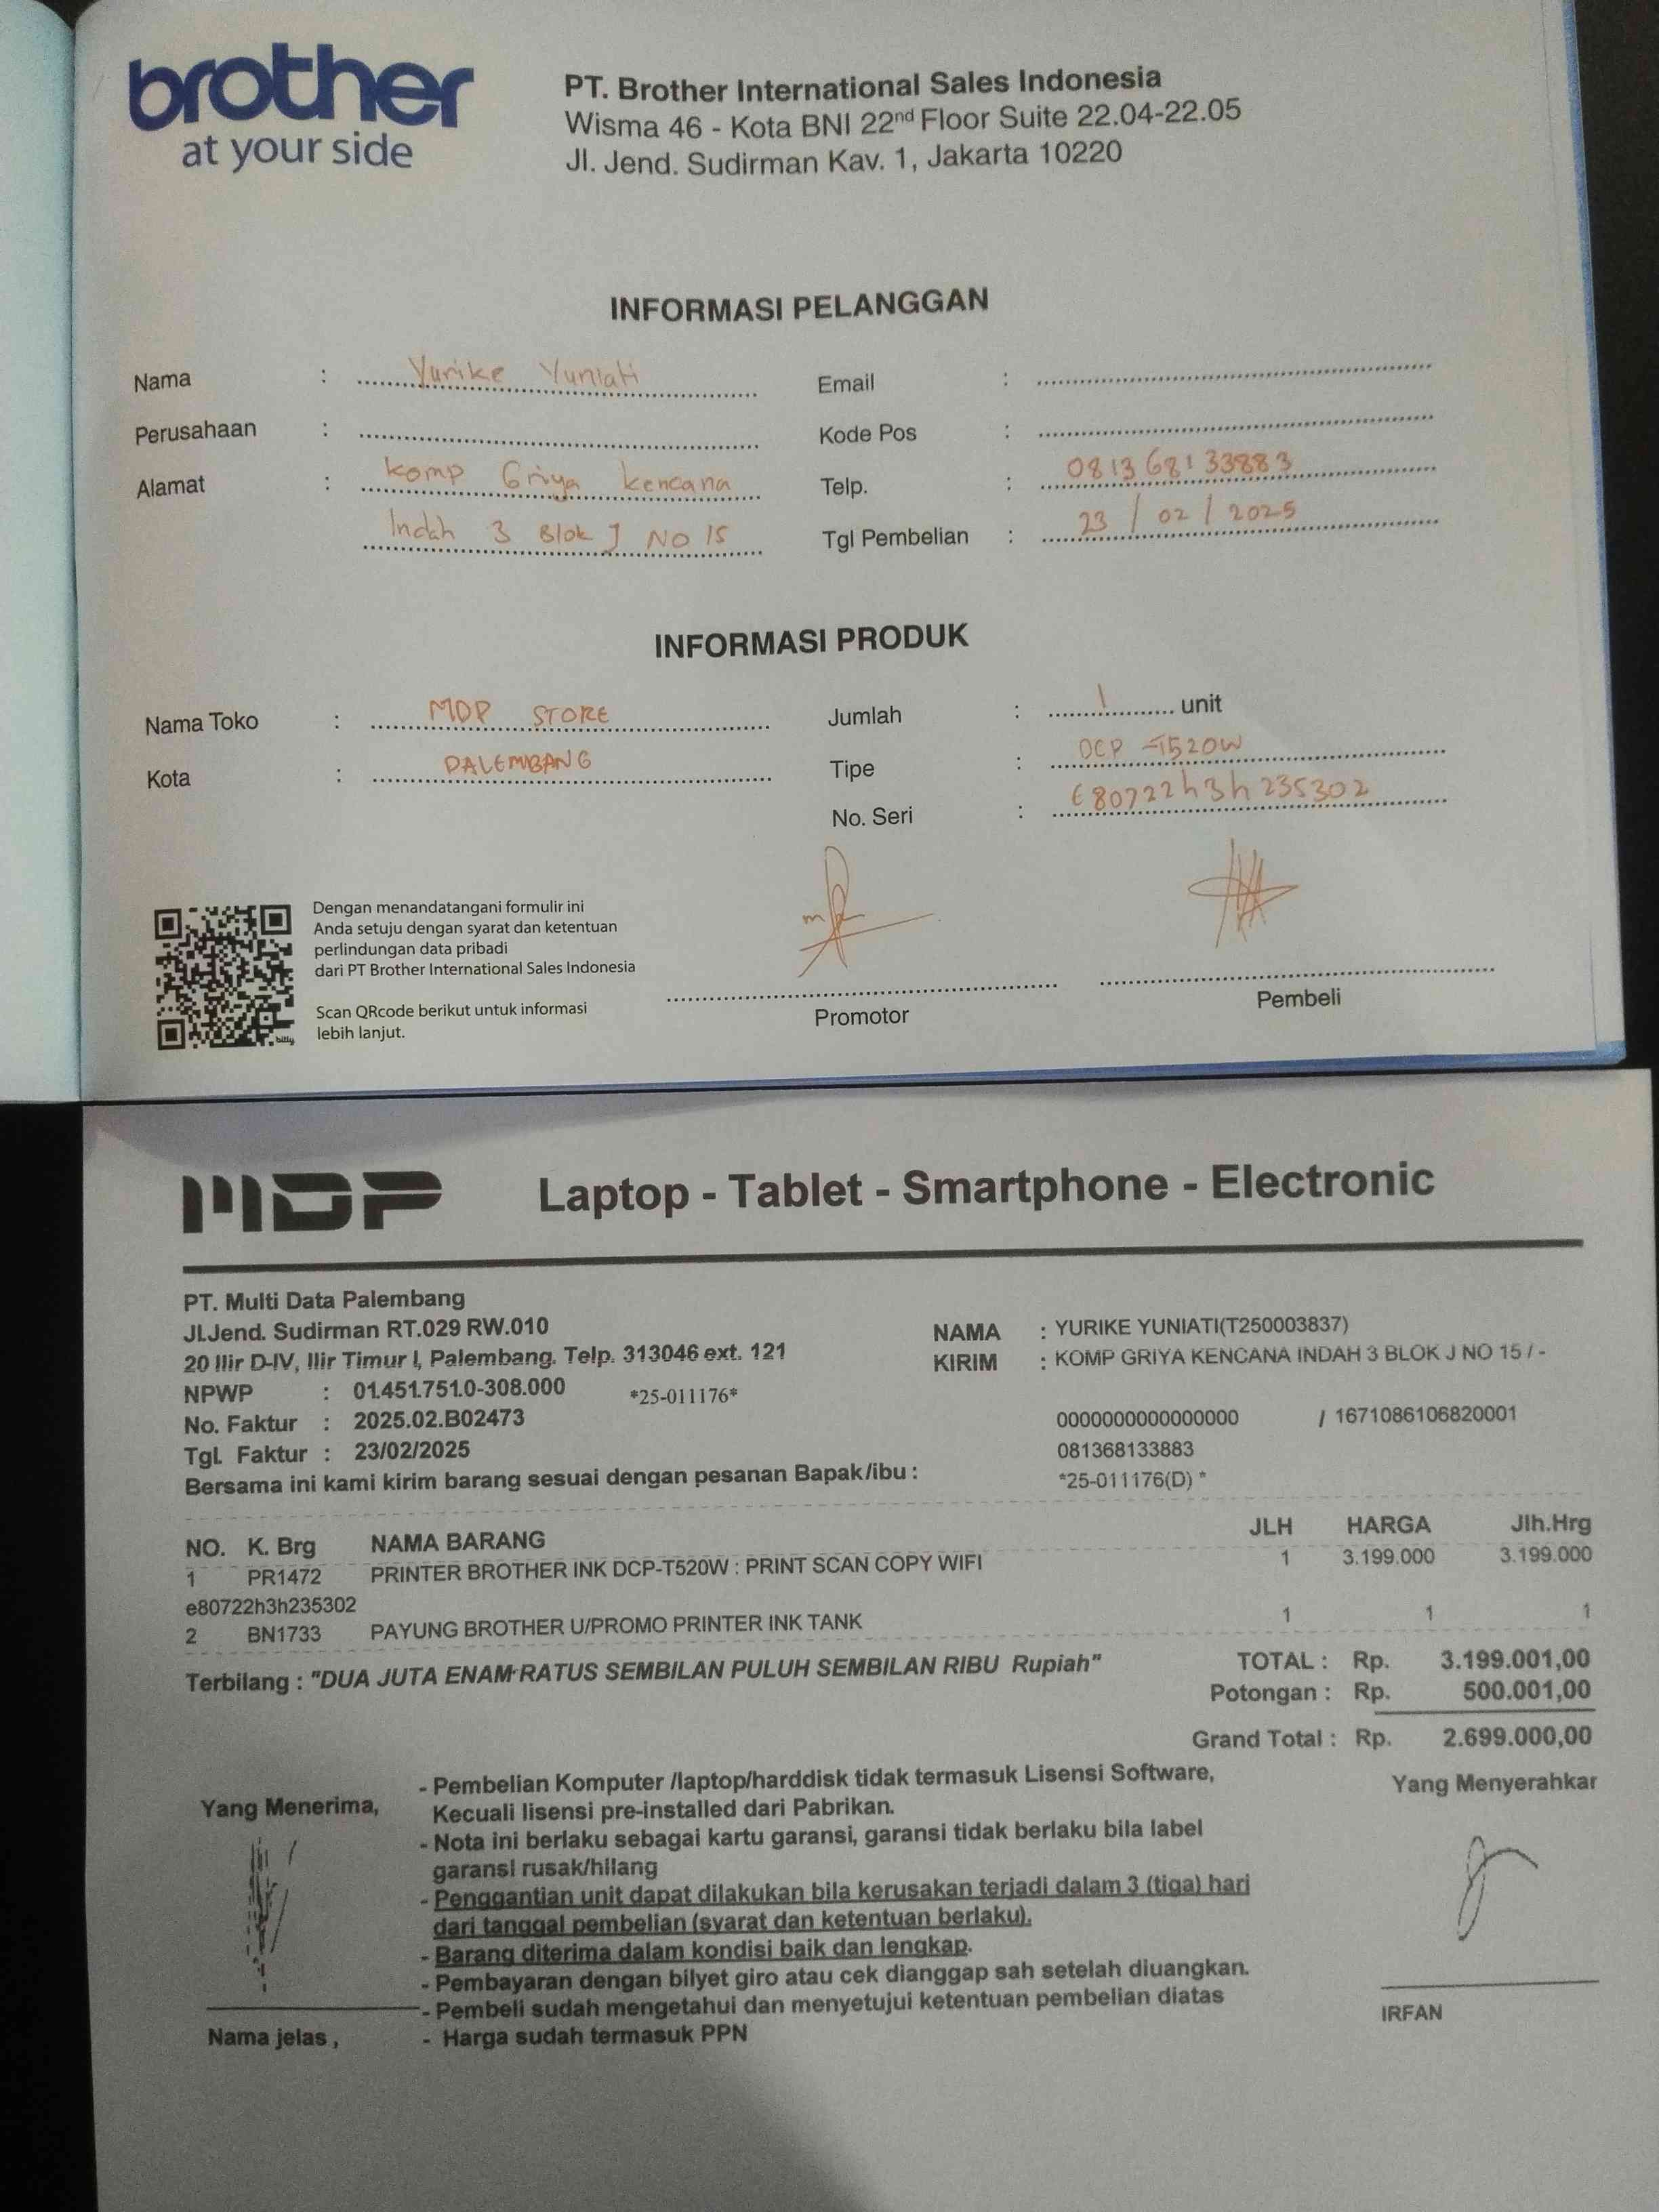 brother
at your side
PT. Brother International Sales Indonesia
Wisma 46 - Kota BNI 22nd Floor Suite 22.04-22.05
Jl. Jend. Sudirman Kav. 1, Jakarta 10220
INFORMASI PELANGGAN
Nama : Yurike Yuniati
Perusahaan :
Alamat : Komp Griya kencana
Indah 3 Blok J NO 15
Email :
Kode Pos :
Telp. : 081368133883
Tgl Pembelian : 23 / 02 / 2025
INFORMASI PRODUK
Nama Toko : MDP STORE
Kota : PALEMBANG
Jumlah : 1 unit
Tipe : DCP -T520W
No. Seri : E80722h3h235302
Dengan menandatangani formulir ini
Anda setuju dengan syarat dan ketentuan
perlindungan data pribadi
dari PT Brother International Sales Indonesia
Scan QRcode berikut untuk informasi
lebih lanjut.
bitly
Promotor
Pembeli
MDP Laptop - Tablet - Smartphone - Electronic
PT. Multi Data Palembang
Jl.Jend. Sudirman RT.029 RW.010
20 Ilir D-IV, Ilir Timur I, Palembang. Telp. 313046 ext. 121
NPWP : 01.451.751.0-308.000 *25-011176*
No. Faktur : 2025.02.B02473
Tgl. Faktur : 23/02/2025
Bersama ini kami kirim barang sesuai dengan pesanan Bapak/ibu :
NAMA : YURIKE YUNIATI(T250003837)
KIRIM : KOMP GRIYA KENCANA INDAH 3 BLOK J NO 15 / -
0000000000000000 / 1671086106820001
081368133883
*25-011176(D) *
NO. K. Brg NAMA BARANG JLH HARGA Jlh.Hrg
1 PR1472 PRINTER BROTHER INK DCP-T520W : PRINT SCAN COPY WIFI 1 3.199.000 3.199.000
e80722h3h235302
2 BN1733 PAYUNG BROTHER U/PROMO PRINTER INK TANK 1 1 1
Terbilang : "DUA JUTA ENAM RATUS SEMBILAN PULUH SEMBILAN RIBU Rupiah"
TOTAL : Rp. 3.199.001,00
Potongan : Rp. 500.001,00
Grand Total : Rp. 2.699.000,00
Yang Menerima,
- Pembelian Komputer /laptop/harddisk tidak termasuk Lisensi Software,
Kecuali lisensi pre-installed dari Pabrikan.
- Nota ini berlaku sebagai kartu garansi, garansi tidak berlaku bila label
garansi rusak/hilang
- Penggantian unit dapat dilakukan bila kerusakan terjadi dalam 3 (tiga) hari
dari tanggal pembelian (syarat dan ketentuan berlaku).
- Barang diterima dalam kondisi baik dan lengkap.
- Pembayaran dengan bilyet giro atau cek dianggap sah setelah diuangkan.
- Pembeli sudah mengetahui dan menyetujui ketentuan pembelian diatas
- Harga sudah termasuk PPN
Nama jelas ,
Yang Menyerahkar
IRFAN